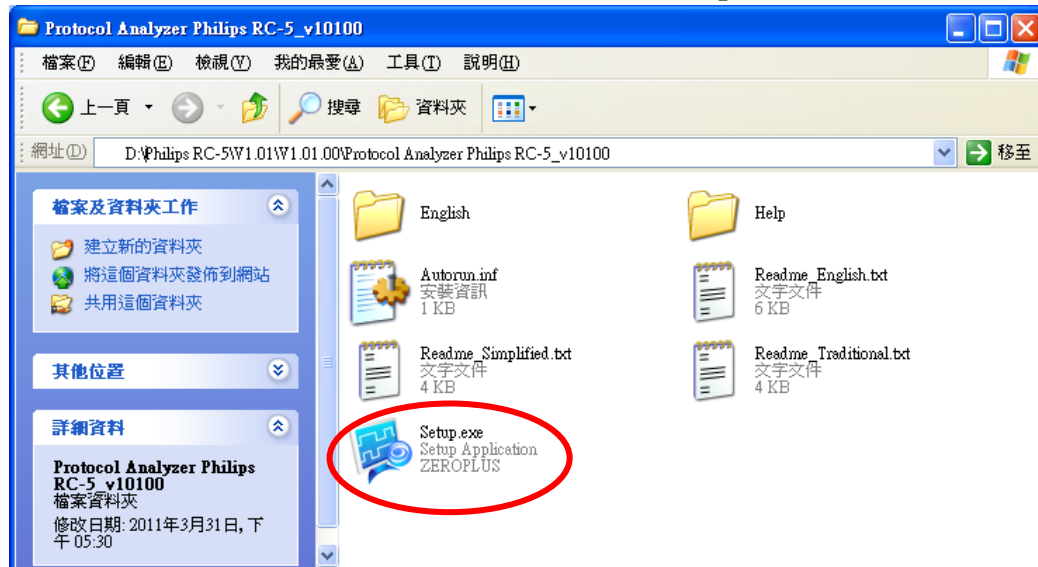 Protocol Analyzer Philips RC-5_v10100
檔案(F) 編輯(E) 檢視(V) 我的最愛(A) 工具(T) 說明(H)
上一頁 搜尋 資料夾
網址(D) D:\Philips RC-5\V1.01\V1.01.00\Protocol Analyzer Philips RC-5_v10100 移至
檔案及資料夾工作
建立新的資料夾
將這個資料夾發佈到網站
共用這個資料夾
其他位置
詳細資料
Protocol Analyzer Philips
RC-5_v10100
檔案資料夾
修改日期: 2011年3月31日, 下
午 05:30
English
Help
Autorun.inf
安裝資訊
1 KB
Readme_English.txt
文字文件
6 KB
Readme_Simplified.txt
文字文件
4 KB
Readme_Traditional.txt
文字文件
4 KB
Setup.exe
Setup Application
ZEROPLUS